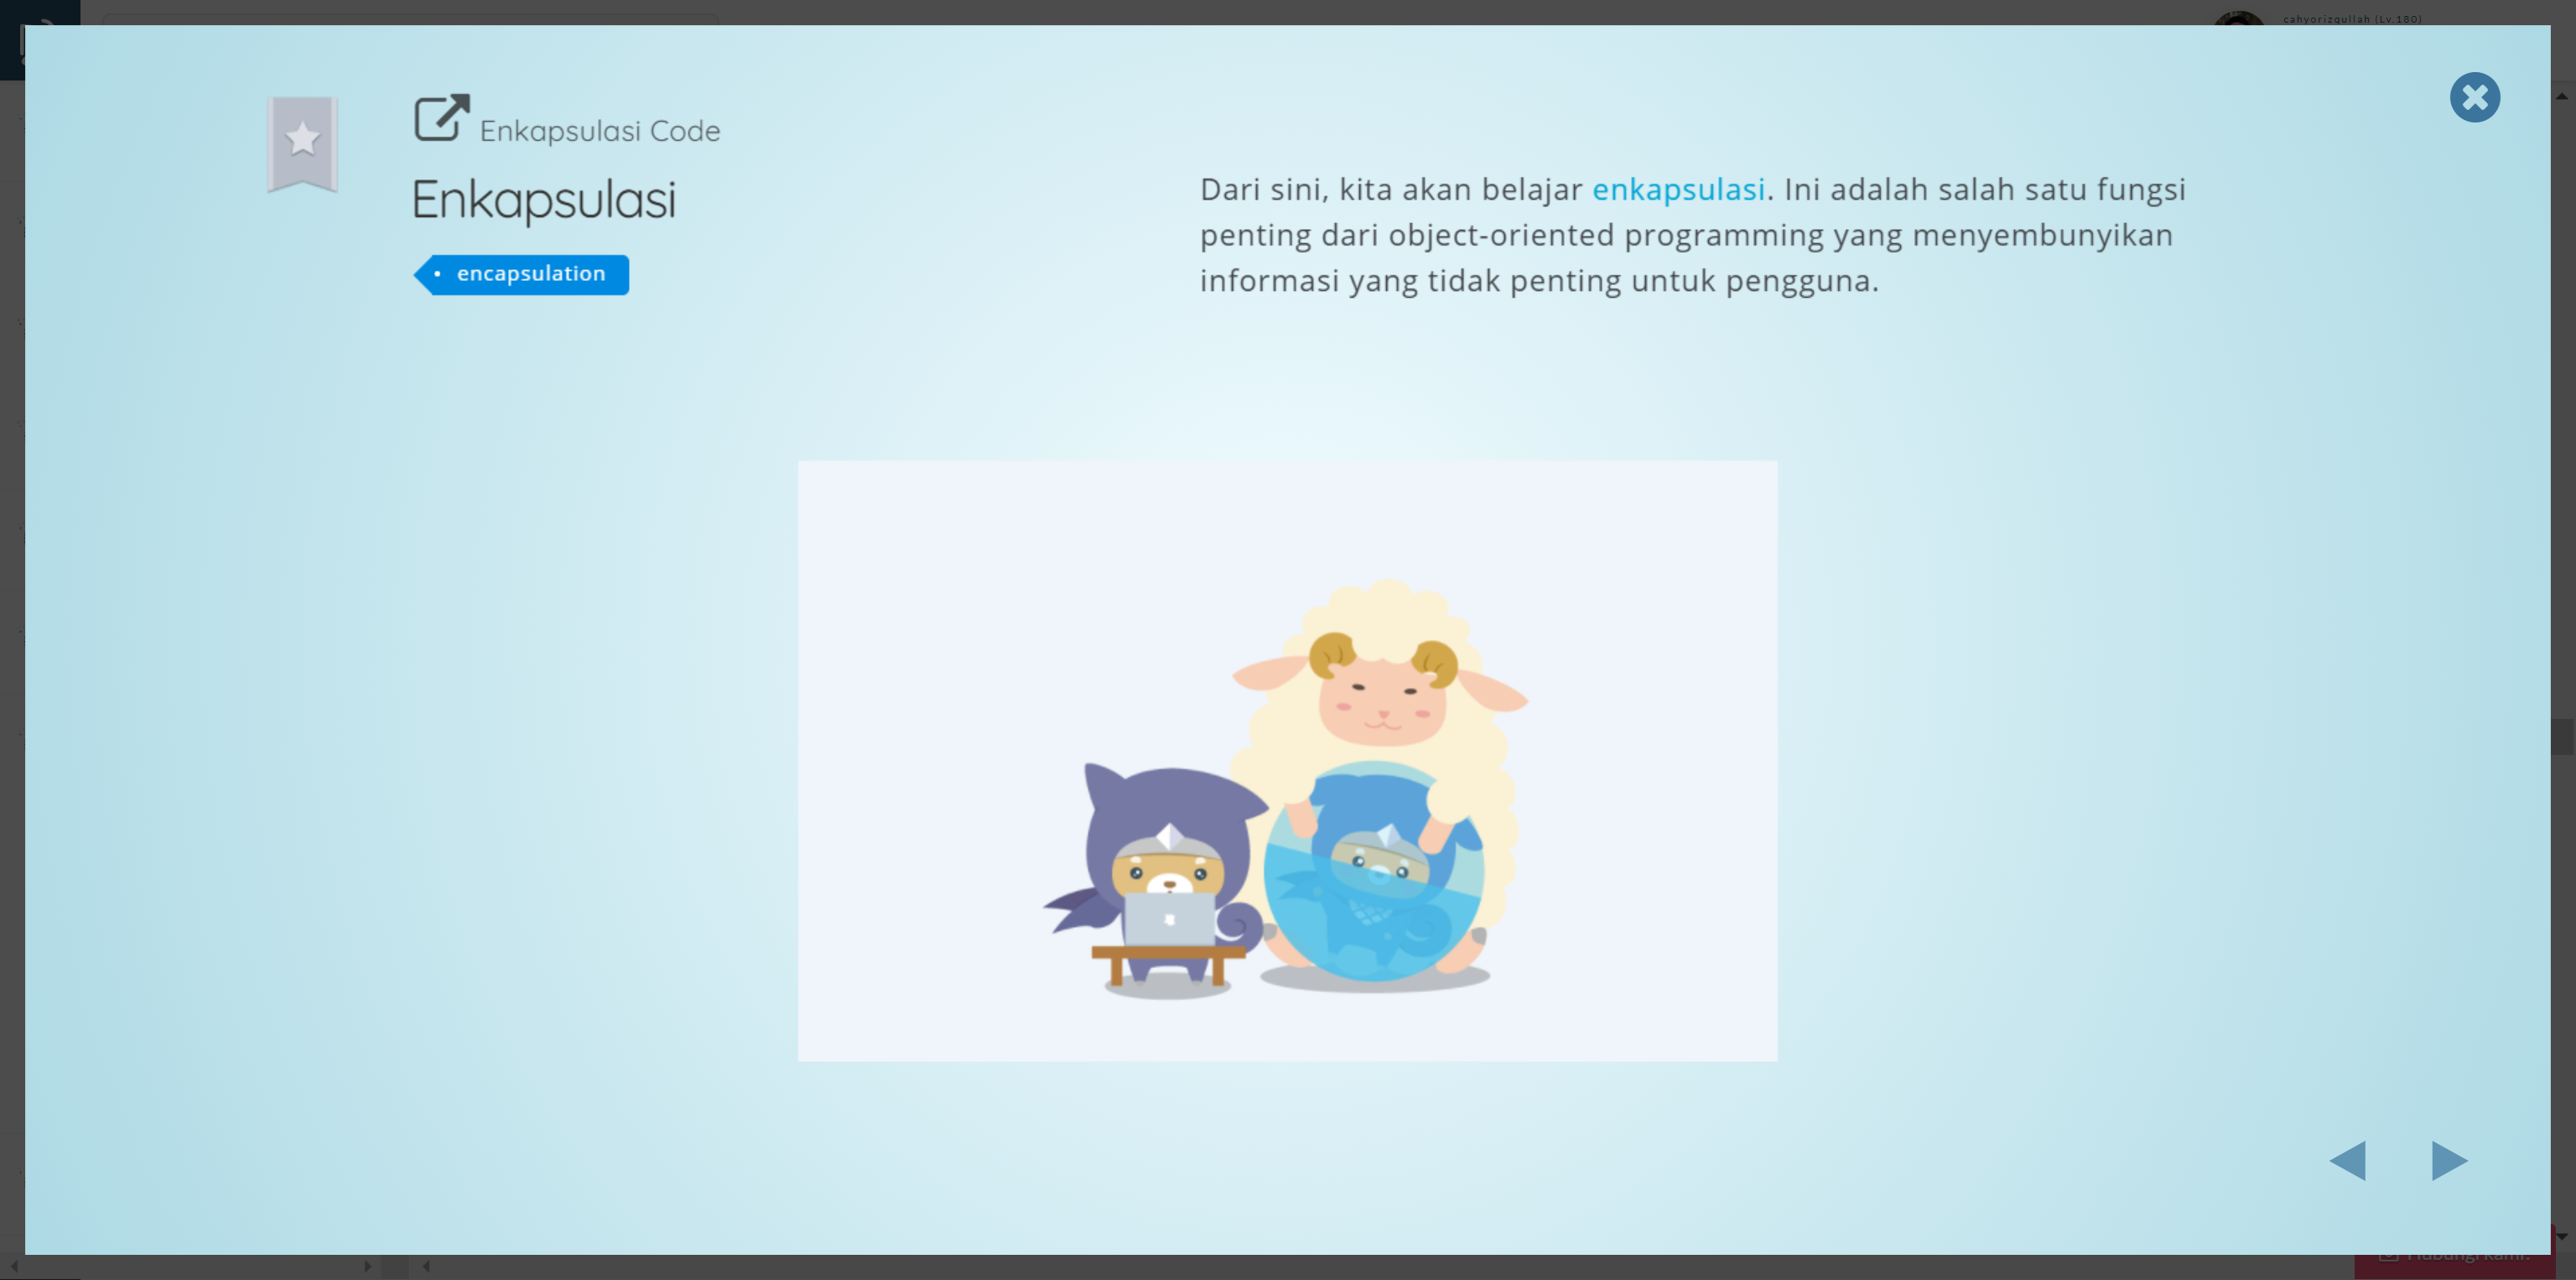 cahyorizqullah (Lv.180)
Enkapsulasi Code
Enkapsulasi
encapsulation
Dari sini, kita akan belajar enkapsulasi. Ini adalah salah satu fungsi
penting dari object-oriented programming yang menyembunyikan
informasi yang tidak penting untuk pengguna.